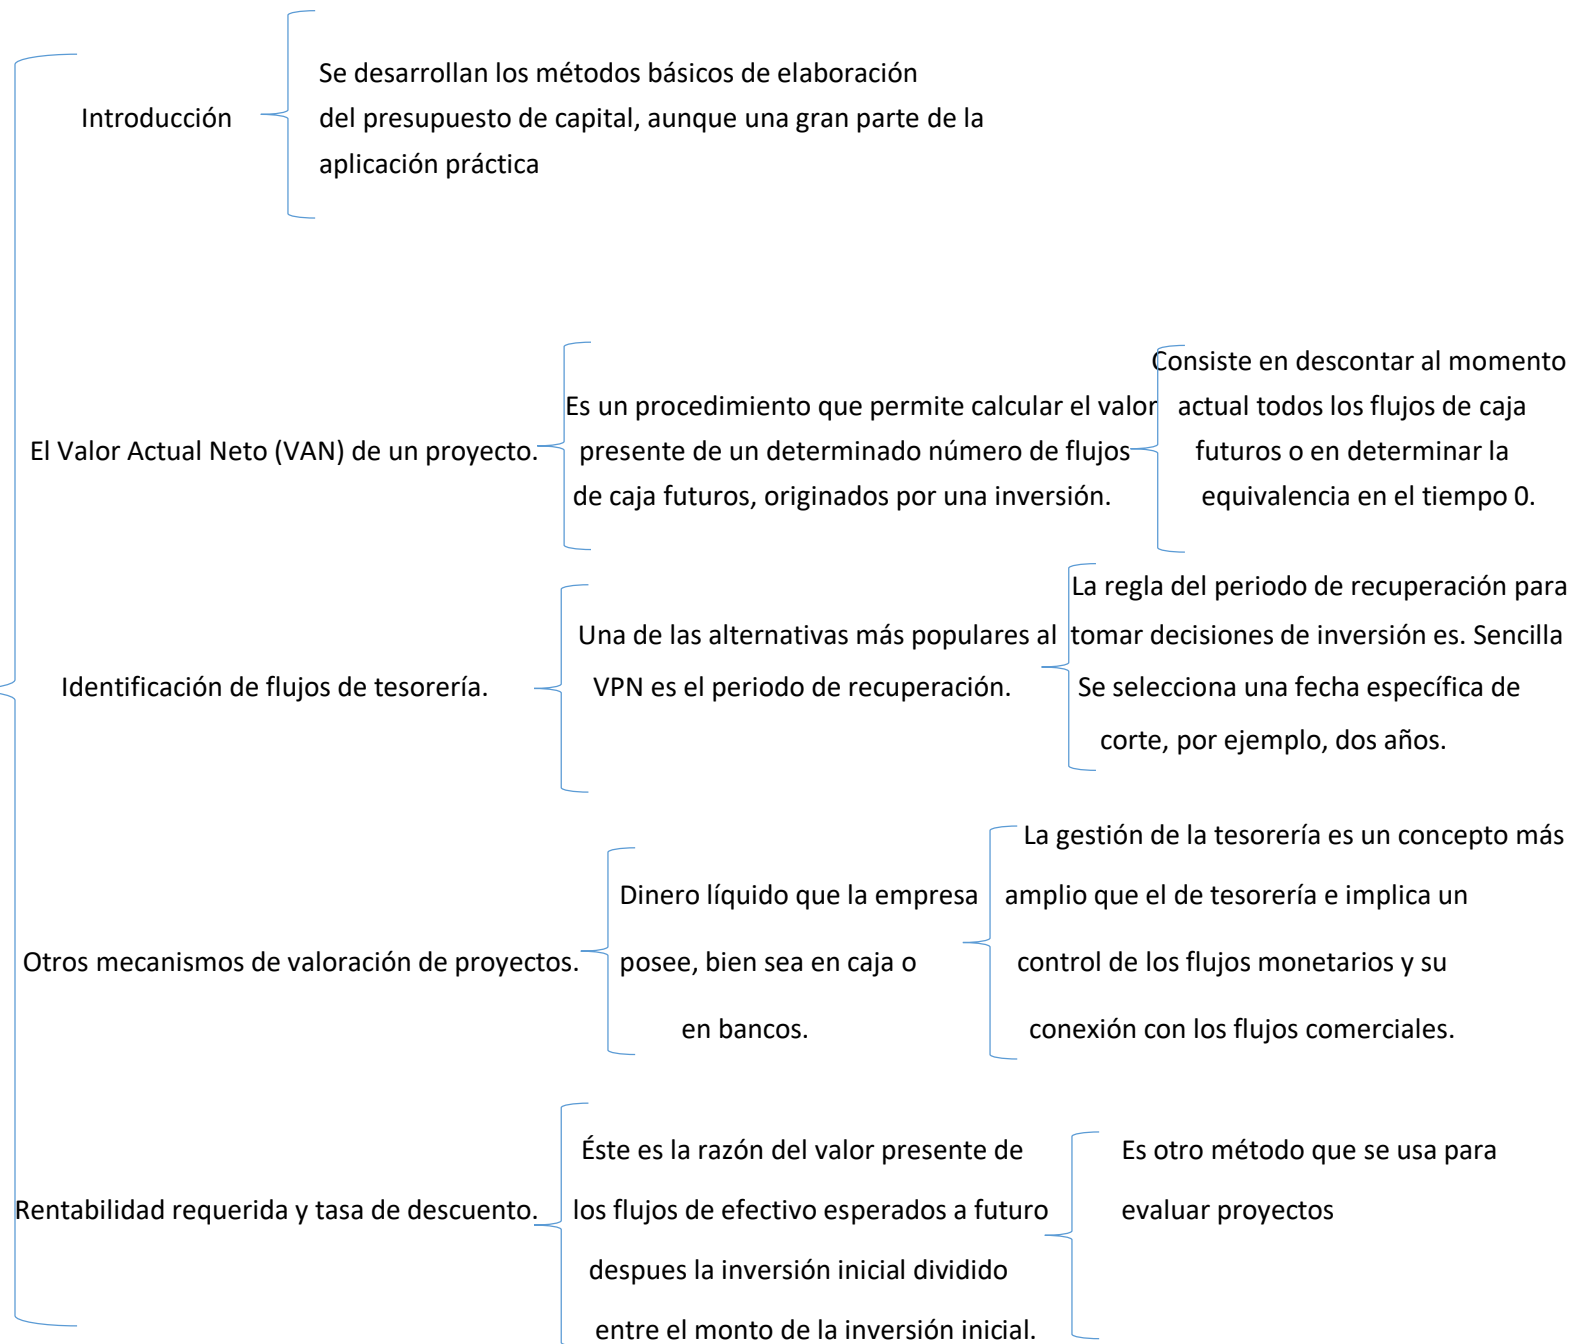 Introducción
Se desarrollan los métodos básicos de elaboración
del presupuesto de capital, aunque una gran parte de la
aplicación práctica
El Valor Actual Neto (VAN) de un proyecto.
Es un procedimiento que permite calcular el valor
presente de un determinado número de flujos
de caja futuros, originados por una inversión.
Consiste en descontar al momento
actual todos los flujos de caja
futuros o en determinar la
equivalencia en el tiempo 0.
Identificación de flujos de tesorería.
Una de las alternativas más populares al
VPN es el periodo de recuperación.
La regla del periodo de recuperación para
tomar decisiones de inversión es. Sencilla
Se selecciona una fecha específica de
corte, por ejemplo, dos años.
Otros mecanismos de valoración de proyectos.
Dinero líquido que la empresa
posee, bien sea en caja o
en bancos.
La gestión de la tesorería es un concepto más
amplio que el de tesorería e implica un
control de los flujos monetarios y su
conexión con los flujos comerciales.
Rentabilidad requerida y tasa de descuento.
Éste es la razón del valor presente de
los flujos de efectivo esperados a futuro
despues la inversión inicial dividido
entre el monto de la inversión inicial.
Es otro método que se usa para
evaluar proyectos